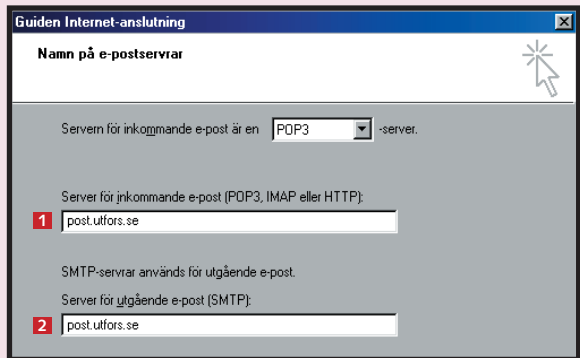 Guiden Internet-anslutning
Namn på e-postservrar
Servern för inkommande e-post är en POP3 -server.
Server för inkommande e-post (POP3, IMAP eller HTTP):
1 post.utfors.se
SMTP-servrar används för utgående e-post.
Server för utgående e-post (SMTP):
2 post.utfors.se